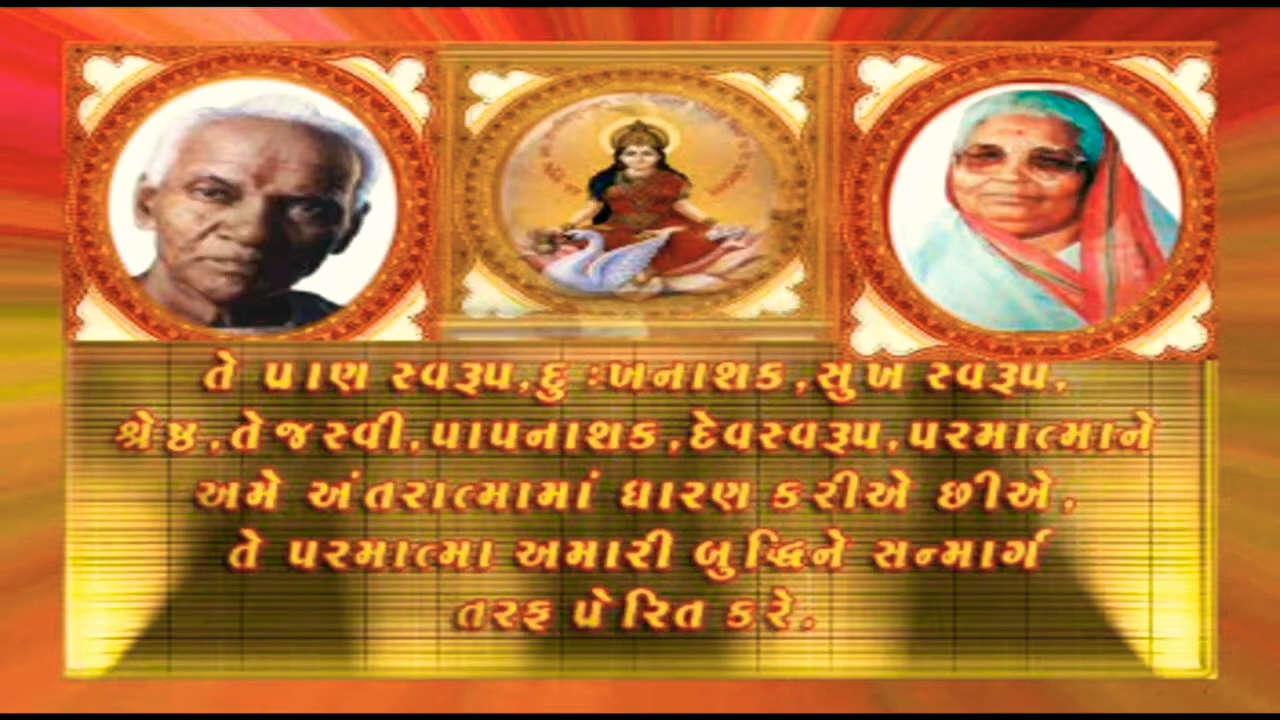 તે પ્રાણ સ્વરૂપ,દુઃખનાશક,સુખ સ્વરૂપ,
શ્રેષ્ઠ,તેજસ્વી,પાપનાશક,દેવસ્વરૂપ,પરમાત્માને
અમે અંતરાત્મામાં ધારણ કરીએ છીએ,
તે પરમાત્મા અમારી બુદ્ધિને સન્માર્ગ
તરફ પ્રેરિત કરે.